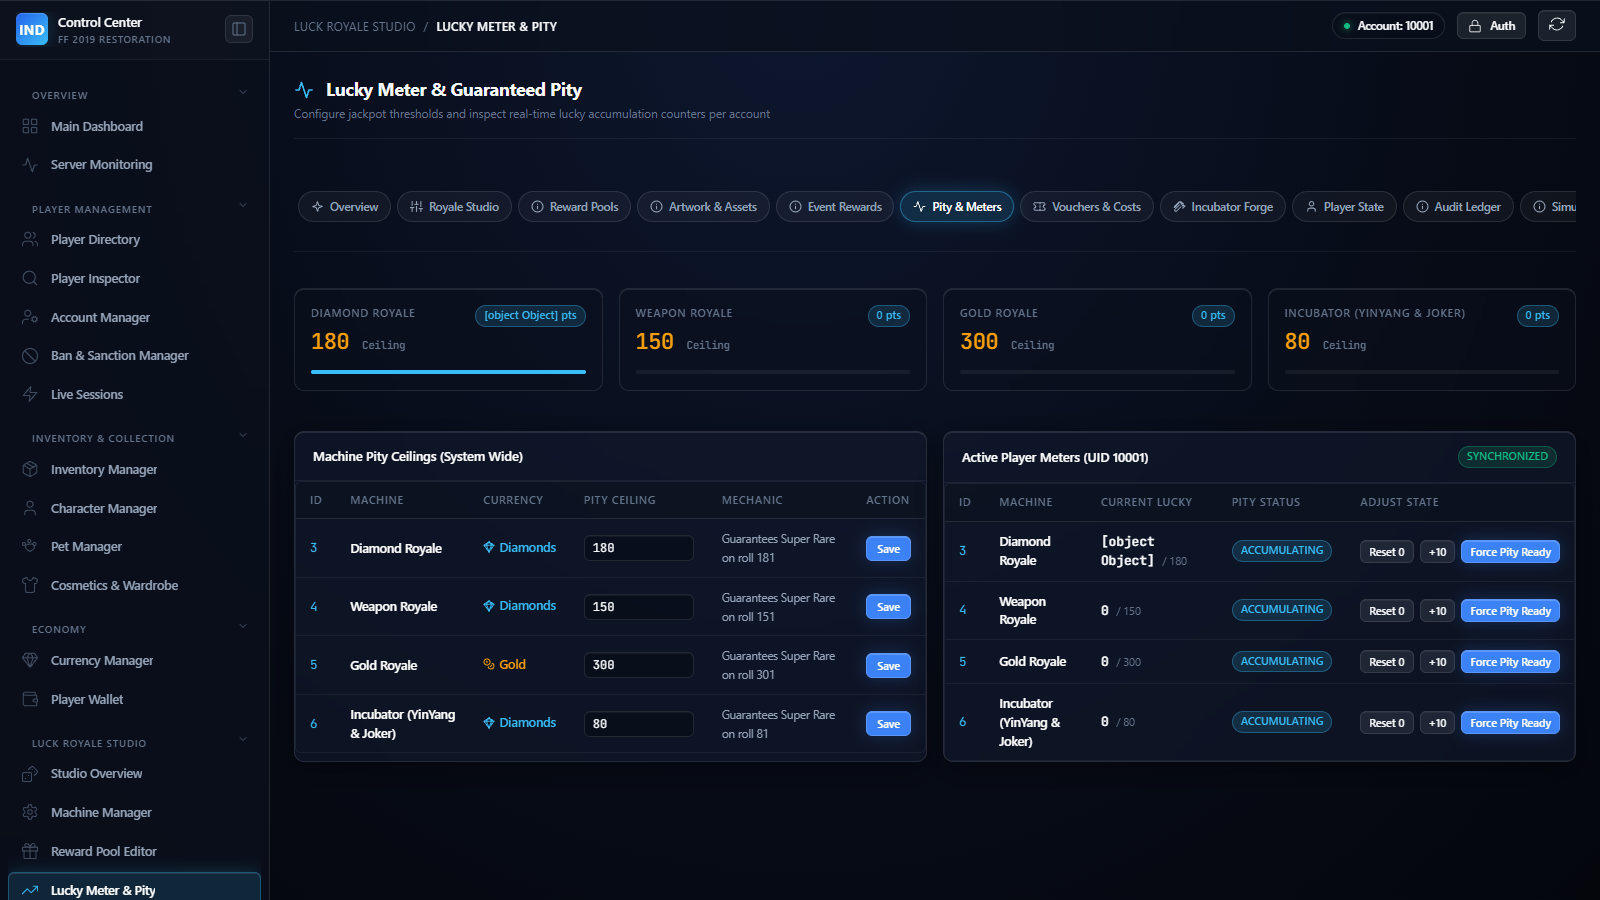 IND
Control Center
FF 2019 RESTORATION
OVERVIEW
Main Dashboard
Server Monitoring
PLAYER MANAGEMENT
Player Directory
Player Inspector
Account Manager
Ban & Sanction Manager
Live Sessions
INVENTORY & COLLECTION
Inventory Manager
Character Manager
Pet Manager
Cosmetics & Wardrobe
ECONOMY
Currency Manager
Player Wallet
LUCK ROYALE STUDIO
Studio Overview
Machine Manager
Reward Pool Editor
Lucky Meter & Pity
LUCK ROYALE STUDIO / LUCKY METER & PITY
Account: 10001
Auth
Lucky Meter & Guaranteed Pity
Configure jackpot thresholds and inspect real-time lucky accumulation counters per account
Overview
Royale Studio
Reward Pools
Artwork & Assets
Event Rewards
Pity & Meters
Vouchers & Costs
Incubator Forge
Player State
Audit Ledger
Simu
DIAMOND ROYALE
[object Object] pts
180 Ceiling
WEAPON ROYALE
0 pts
150 Ceiling
GOLD ROYALE
0 pts
300 Ceiling
INCUBATOR (YINYANG & JOKER)
0 pts
80 Ceiling
Machine Pity Ceilings (System Wide)
ID MACHINE CURRENCY PITY CEILING MECHANIC ACTION
3 Diamond Royale Diamonds 180 Guarantees Super Rare
on roll 181
Save
4 Weapon Royale Diamonds 150 Guarantees Super Rare
on roll 151
Save
5 Gold Royale Gold 300 Guarantees Super Rare
on roll 301
Save
6 Incubator (YinYang
& Joker)
Diamonds 80 Guarantees Super Rare
on roll 81
Save
Active Player Meters (UID 10001)
SYNCHRONIZED
ID MACHINE CURRENT LUCKY PITY STATUS ADJUST STATE
3 Diamond
Royale
[object
Object] / 180
ACCUMULATING Reset 0 +10 Force Pity Ready
4 Weapon
Royale
0 / 150 ACCUMULATING Reset 0 +10 Force Pity Ready
5 Gold Royale 0 / 300 ACCUMULATING Reset 0 +10 Force Pity Ready
6 Incubator
(YinYang &
Joker)
0 / 80 ACCUMULATING Reset 0 +10 Force Pity Ready